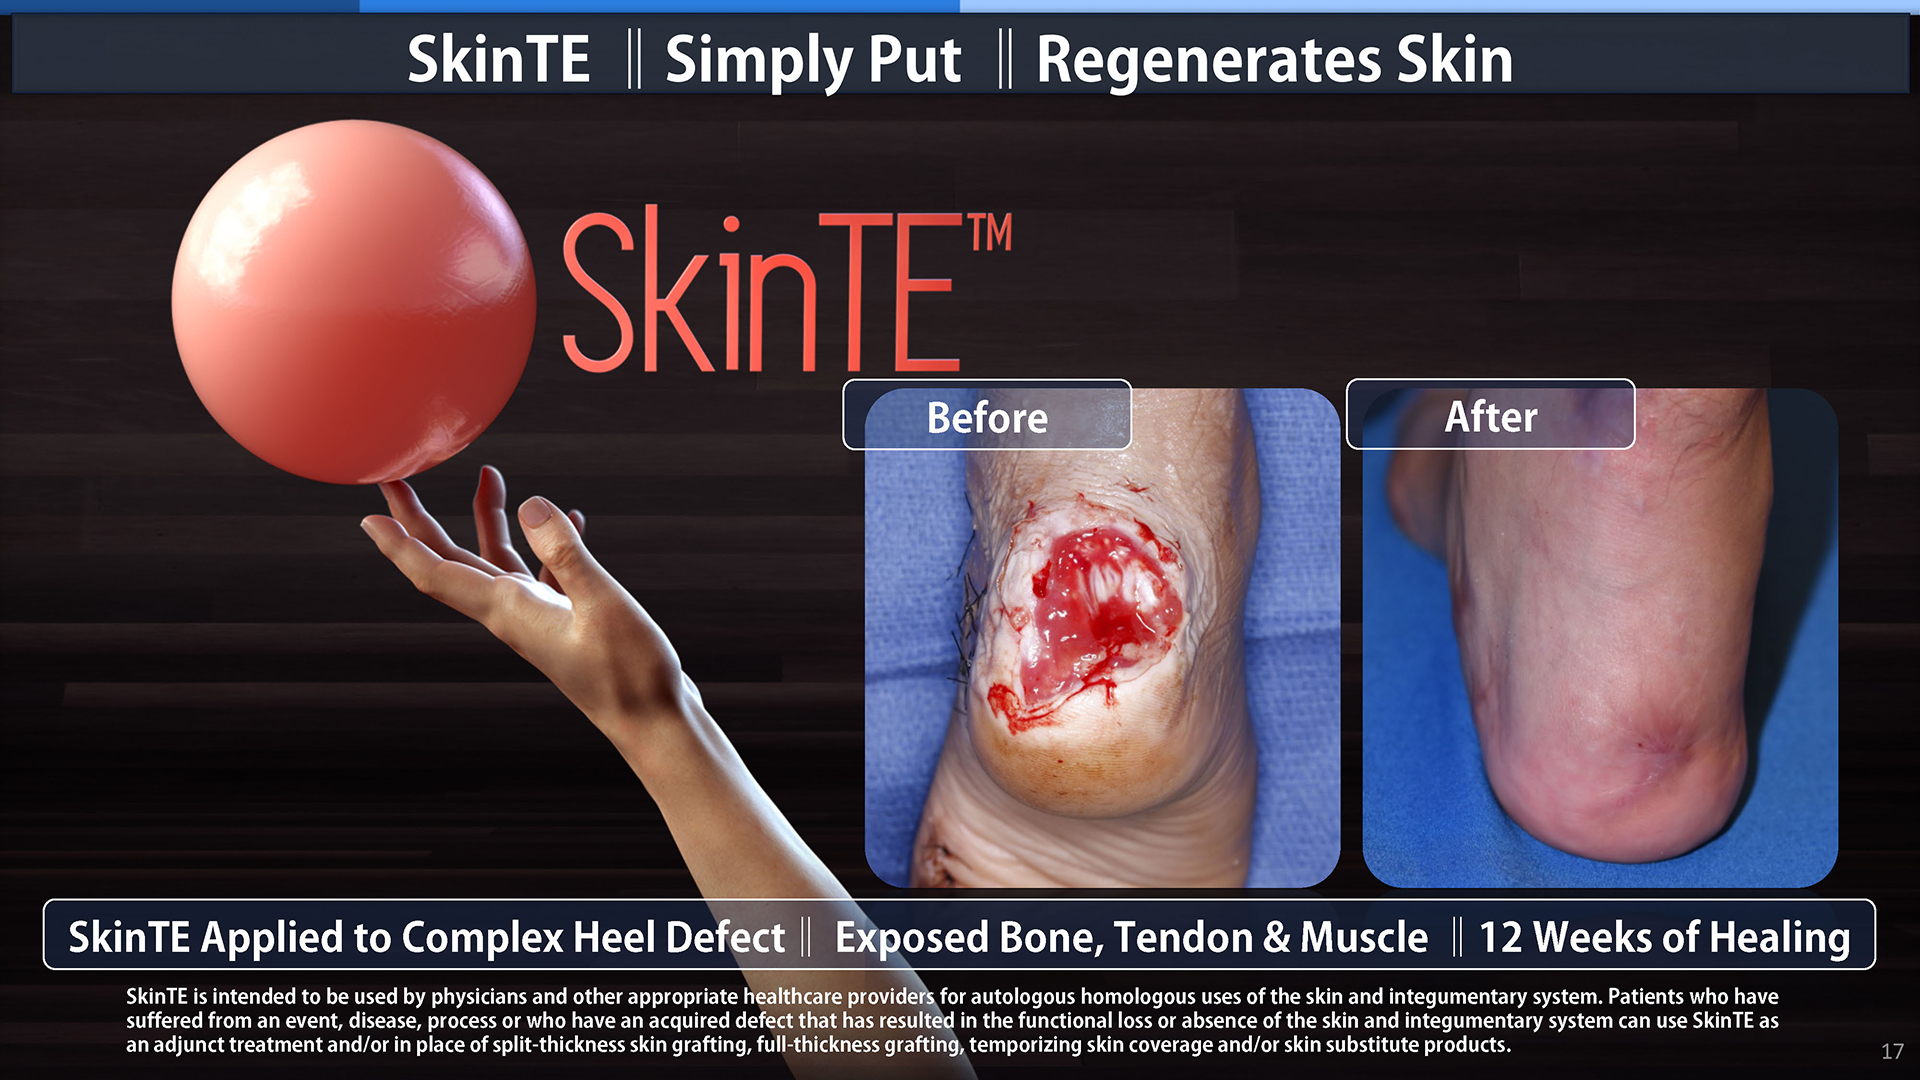 SkinTE || Simply Put || Regenerates Skin
SkinTE™
Before
After
SkinTE Applied to Complex Heel Defect || Exposed Bone, Tendon & Muscle || 12 Weeks of Healing
SkinTE is intended to be used by physicians and other appropriate healthcare providers for autologous homologous uses of the skin and integumentary system. Patients who have
suffered from an event, disease, process or who have an acquired defect that has resulted in the functional loss or absence of the skin and integumentary system can use SkinTE as
an adjunct treatment and/or in place of split-thickness skin grafting, full-thickness grafting, temporizing skin coverage and/or skin substitute products.
17